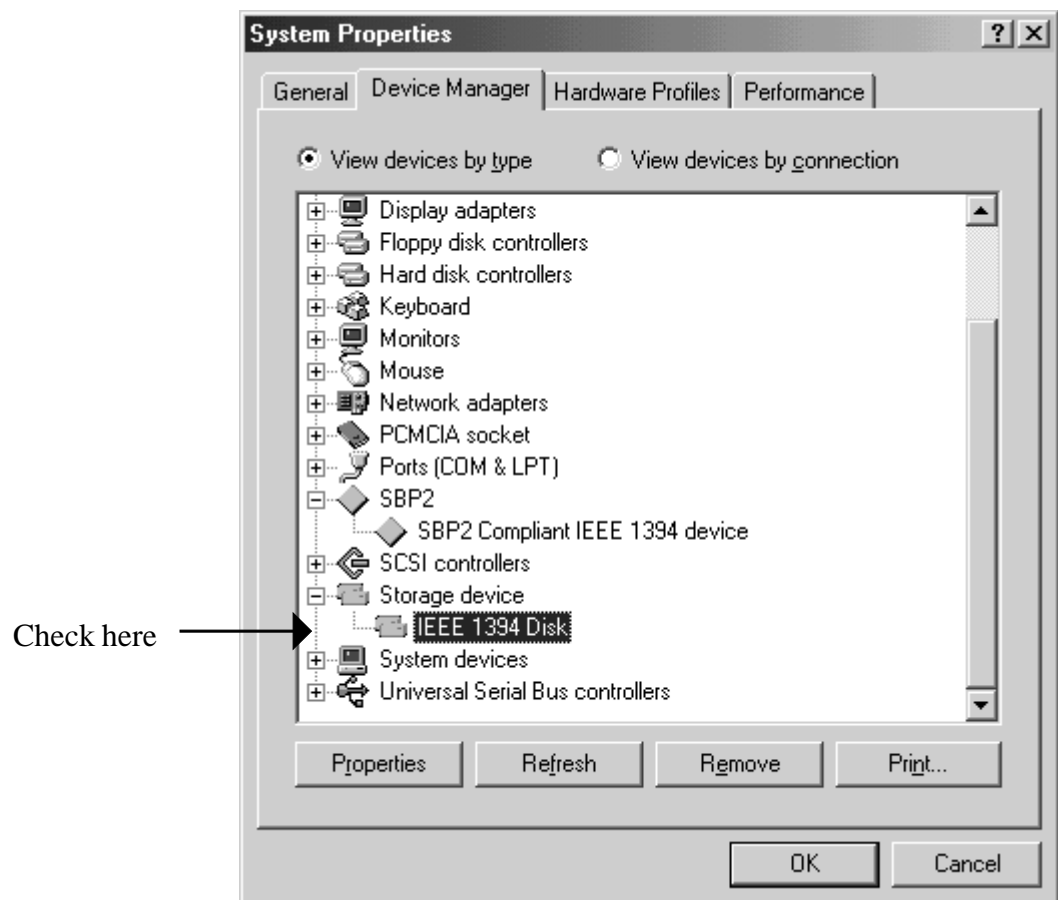 System Properties
General Device Manager Hardware Profiles Performance
View devices by type View devices by connection
Display adapters
Floppy disk controllers
Hard disk controllers
Keyboard
Monitors
Mouse
Network adapters
PCMCIA socket
Ports (COM & LPT)
SBP2
SBP2 Compliant IEEE 1394 device
SCSI controllers
Storage device
Check here IEEE 1394 Disk
System devices
Universal Serial Bus controllers
Properties Refresh Remove Print...
OK Cancel